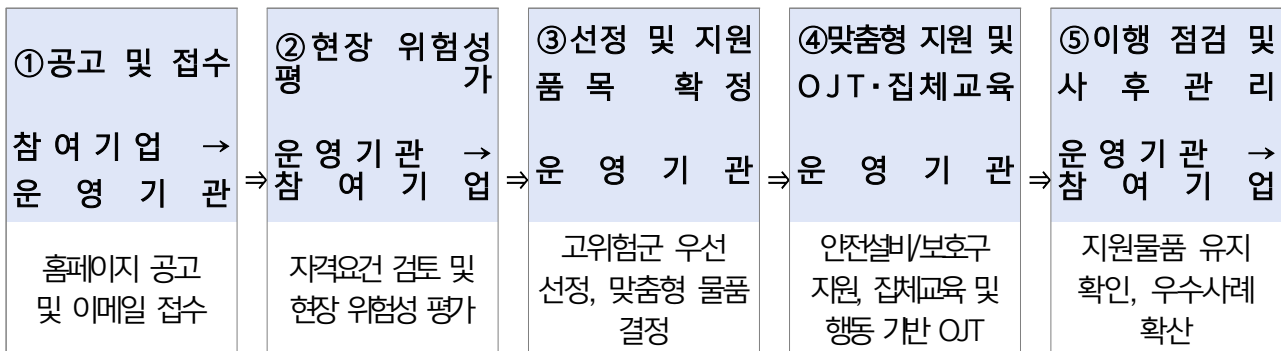 ①공고 및 접수
참여기업 →
운영기관
홈페이지 공고
및 이메일 접수
⇒
②현장 위험성
평가
운영기관 →
참여기업
자격요건 검토 및
현장 위험성 평가
⇒
③선정 및 지원
품목 확정
운영기관
고위험군 우선
선정, 맞춤형 물품
결정
⇒
④맞춤형 지원 및
OJT·집체교육
운영기관
안전설비/보호구
지원, 집체교육 및
행동 기반 OJT
⇒
⑤이행 점검 및
사후관리
운영기관 →
참여기업
지원물품 유지
확인, 우수사례
확산